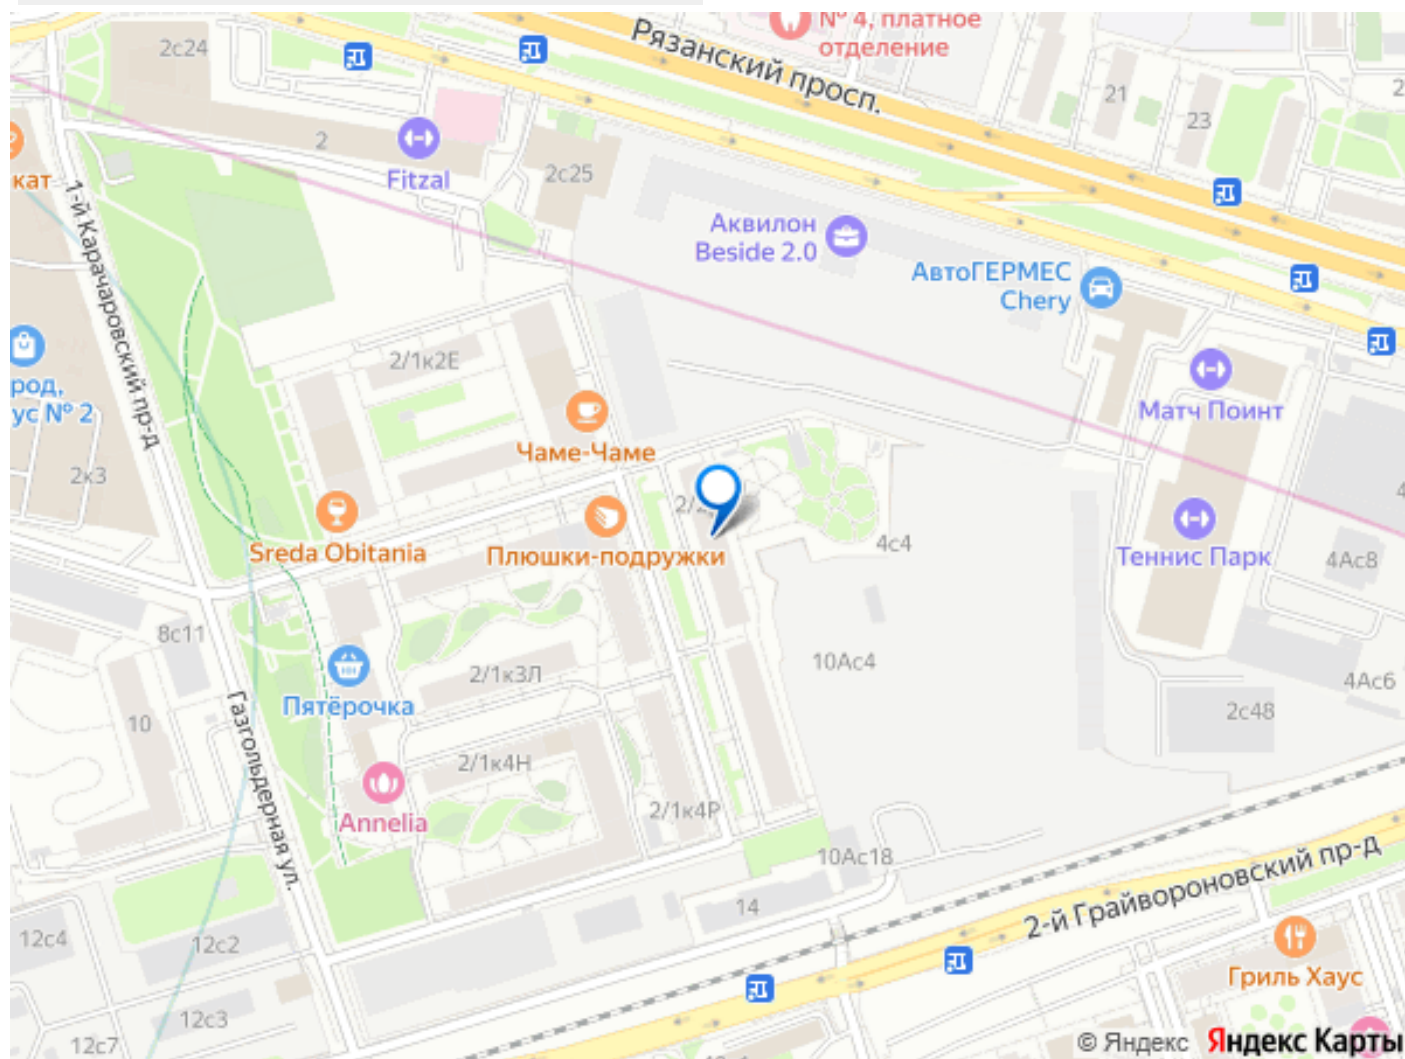 № 4, платное
отделение
Рязанский просп.
2с24
21
23
2
2
Fitzal
2с25
кат
1-й Карачаровский пр-д
Аквилон
Beside 2.0
АвтоГЕРМЕС
Chery
2/1к2Е
род,
ус № 2
Матч Поинт
Чаме-Чаме
2к3
4
2/
Sreda Obitania
Плюшки-подружки
4с4
Теннис Парк
4Ас8
8с11
10Ас4
2/1к3Л
4Ас6
Пятёрочка
2с48
10
Газгольдерная ул.
2/1к4Н
Annelia
2/1к4Р
10Ас18
2-й Грайвороновский пр-д
14
12с4
12с2
Гриль Хаус
12с3
12с7
© Яндекс Яндекс Карты